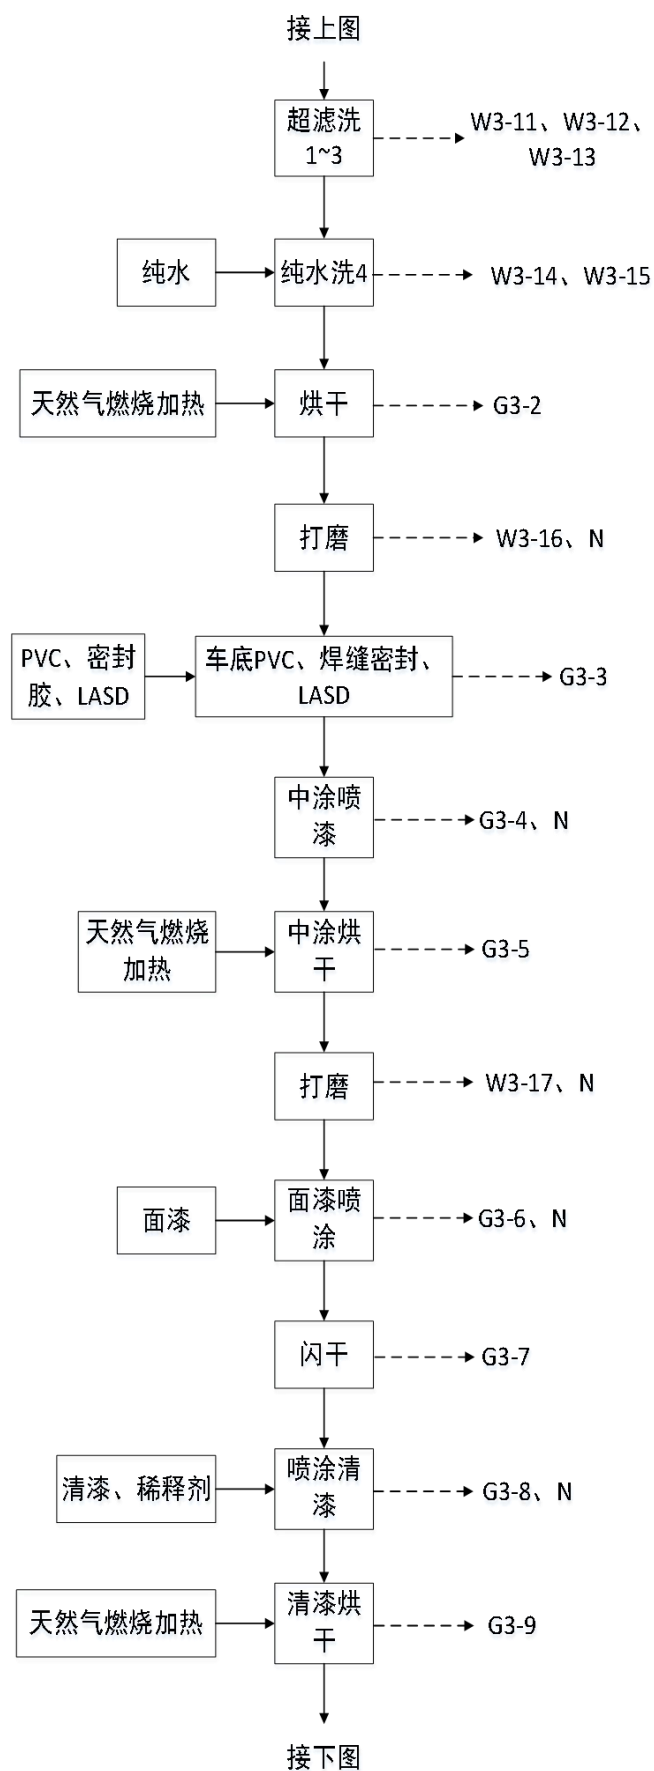 接上图
超滤洗
1~3
W3-11、W3-12、
W3-13
纯水
纯水洗4
W3-14、W3-15
天然气燃烧加热
烘干
G3-2
打磨
W3-16、N
PVC、密封
胶、LASD
车底PVC、焊缝密封、
LASD
G3-3
中涂喷
漆
G3-4、N
天然气燃烧
加热
中涂烘
干
G3-5
打磨
W3-17、N
面漆
面漆喷
涂
G3-6、N
闪干
G3-7
清漆、稀释剂
喷涂清
漆
G3-8、N
天然气燃烧加热
清漆烘
干
G3-9
接下图